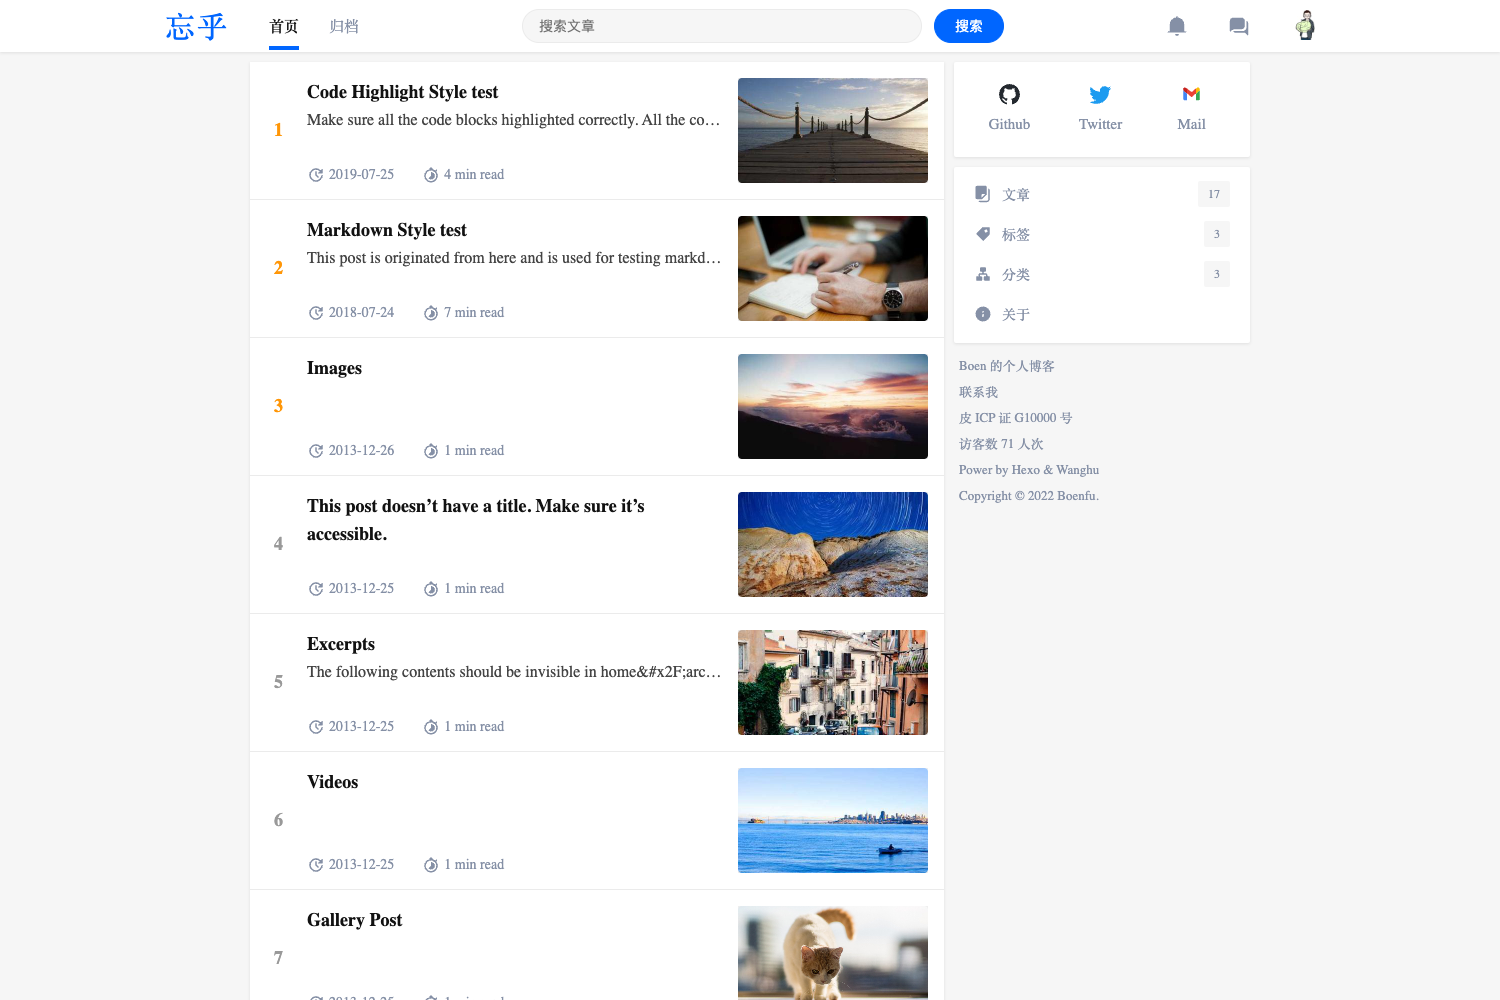 忘乎
首页 归档
搜索文章
搜索
1
Code Highlight Style test
Make sure all the code blocks highlighted correctly. All the co…
2019-07-25 4 min read
2
Markdown Style test
This post is originated from here and is used for testing markd…
2018-07-24 7 min read
3
Images
2013-12-26 1 min read
4
This post doesn’t have a title. Make sure it’s
accessible.
2013-12-25 1 min read
5
Excerpts
The following contents should be invisible in home&#x2F;arc…
2013-12-25 1 min read
6
Videos
2013-12-25 1 min read
7
Gallery Post
2013-12-25 1 min read
Github Twitter Mail
文章 17
标签 3
分类 3
关于
Boen 的个人博客
联系我
皮 ICP 证 G10000 号
访客数 71 人次
Power by Hexo & Wanghu
Copyright © 2022 Boenfu.